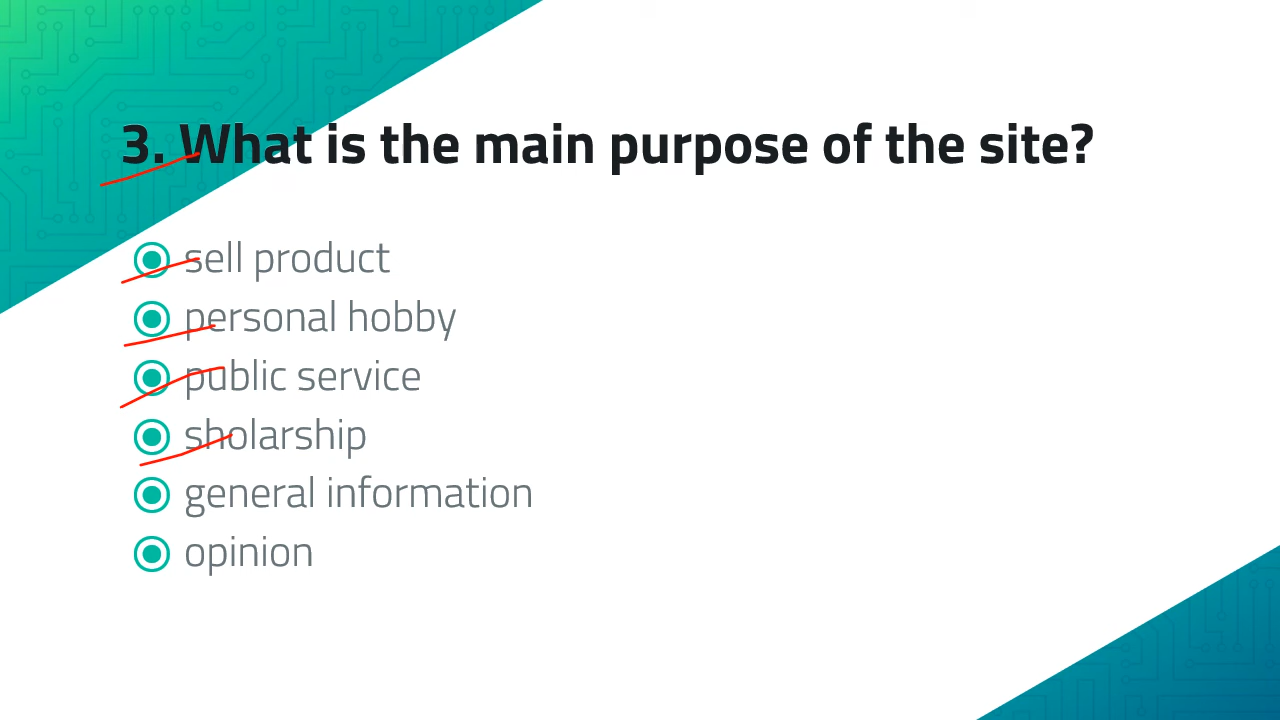 3. What is the main purpose of the site?
sell product
personal hobby
public service
sholarship
general information
opinion